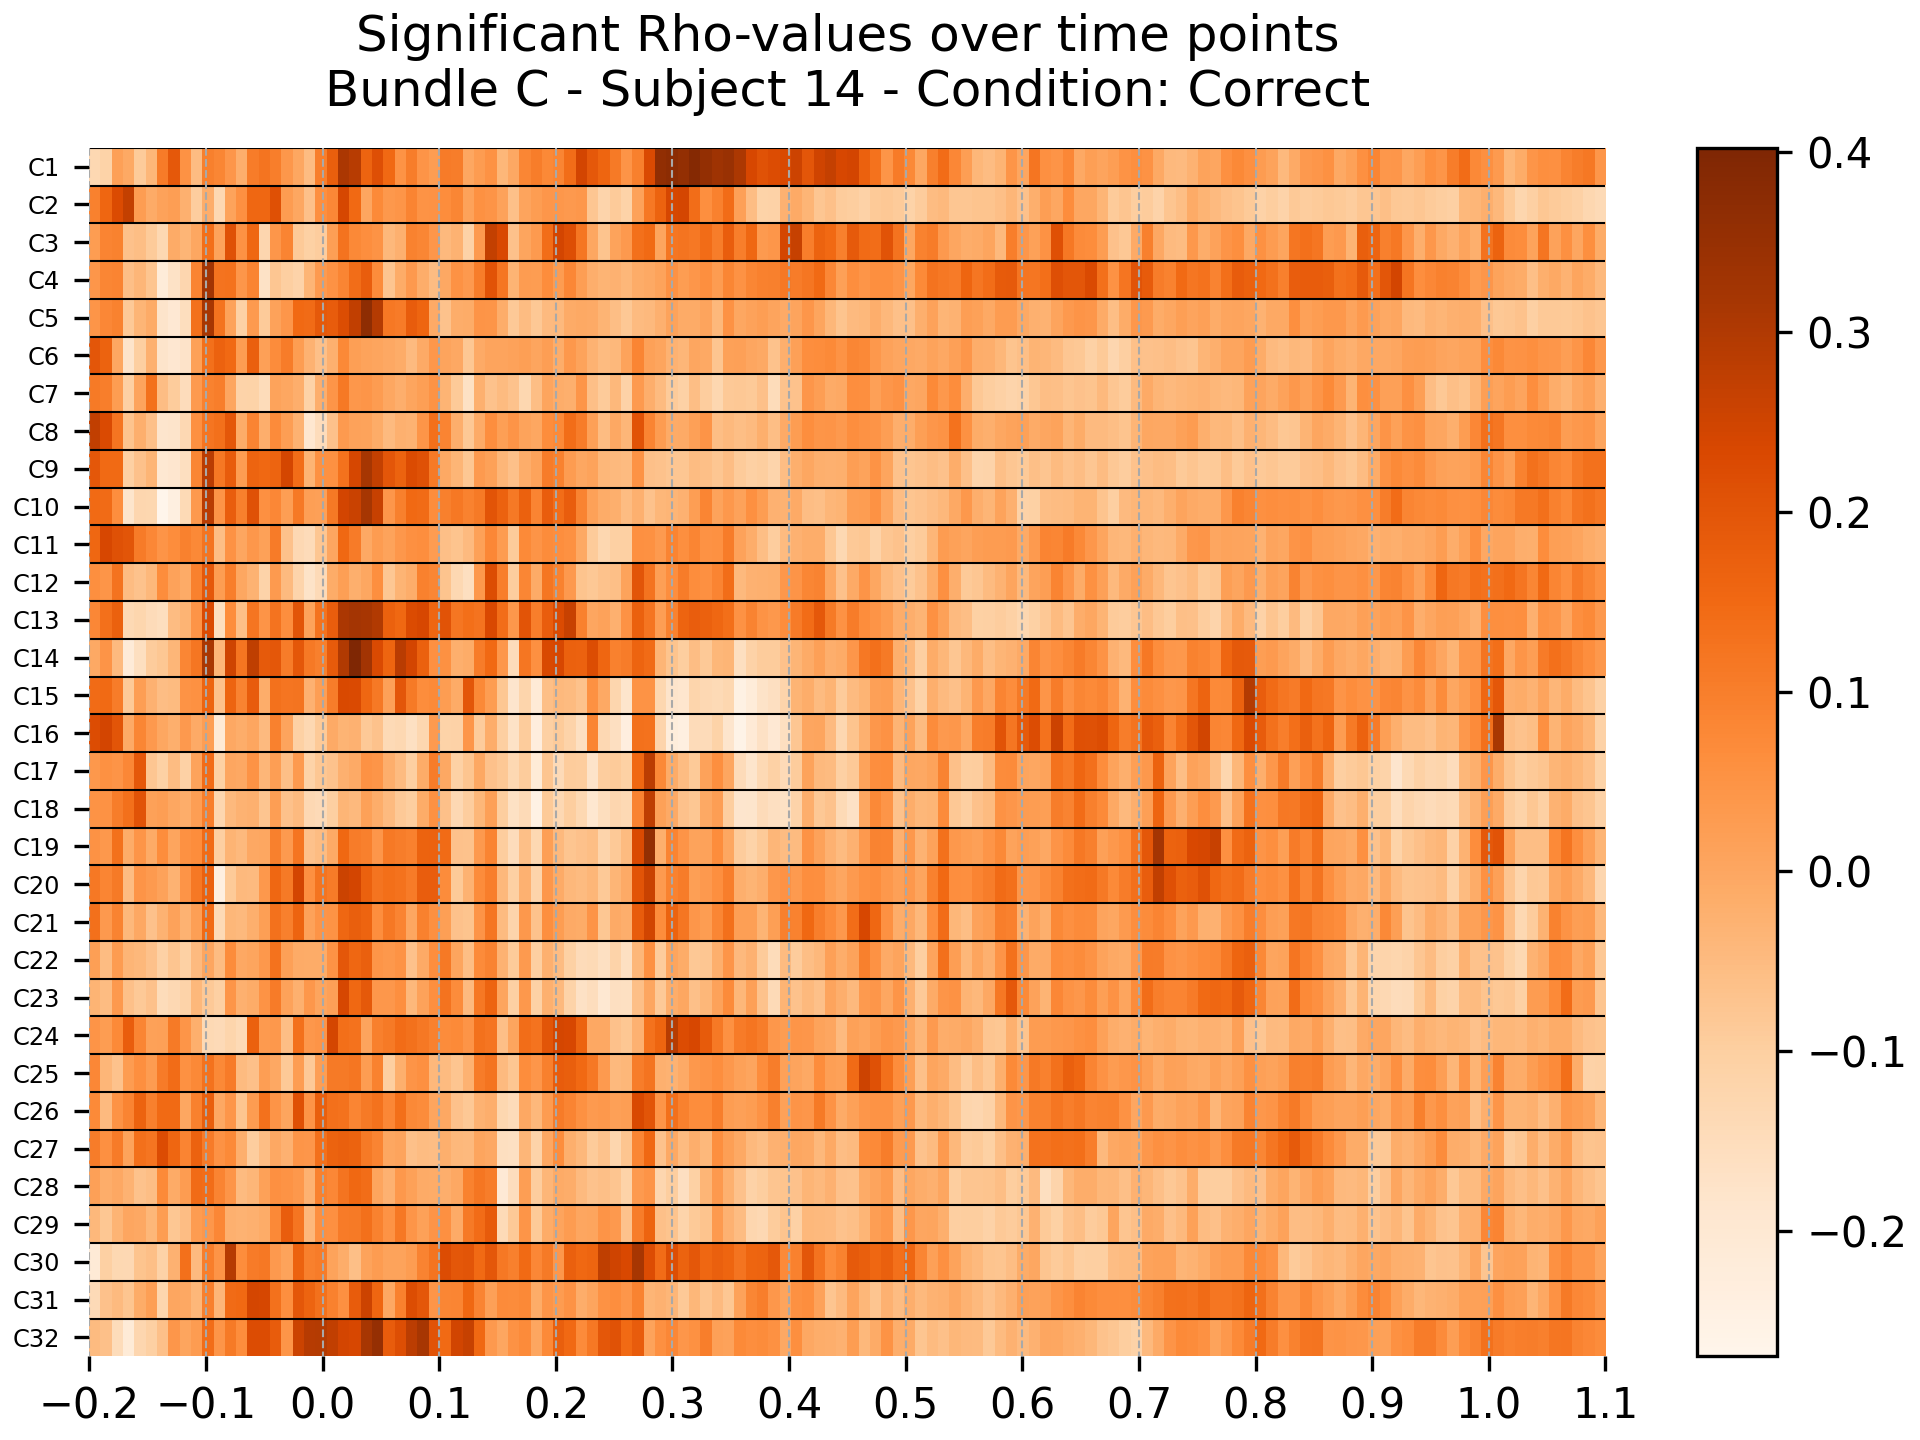 Significant Rho-values over time points
Bundle C - Subject 14 - Condition: Correct
C1
C2
C3
C4
C5
C6
C7
C8
C9
C10
C11
C12
C13
C14
C15
C16
C17
C18
C19
C20
C21
C22
C23
C24
C25
C26
C27
C28
C29
C30
C31
C32
−0.2 −0.1 0.0 0.1 0.2 0.3 0.4 0.5 0.6 0.7 0.8 0.9 1.0 1.1
0.4
0.3
0.2
0.1
0.0
−0.1
−0.2